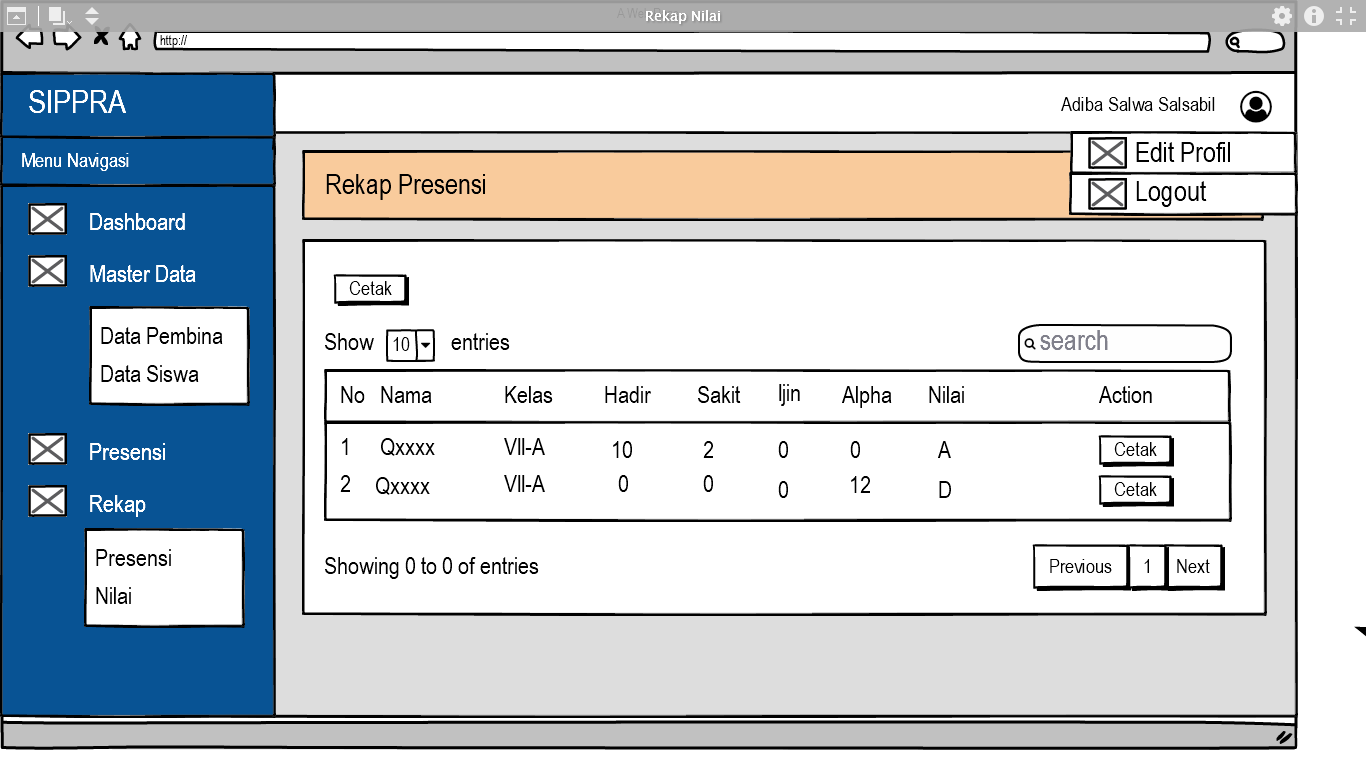 Rekap Nilai
http://
SIPPRA
Adiba Salwa Salsabil
Menu Navigasi
Edit Profil
Logout
Rekap Presensi
Dashboard
Master Data
Data Pembina
Data Siswa
Presensi
Rekap
Presensi
Nilai
Cetak
Show 10 entries
search
No Nama Kelas Hadir Sakit Ijin Alpha Nilai Action
1 Qxxxx VII-A 10 2 0 0 A Cetak
2 Qxxxx VII-A 0 0 0 12 D Cetak
Showing 0 to 0 of entries
Previous 1 Next